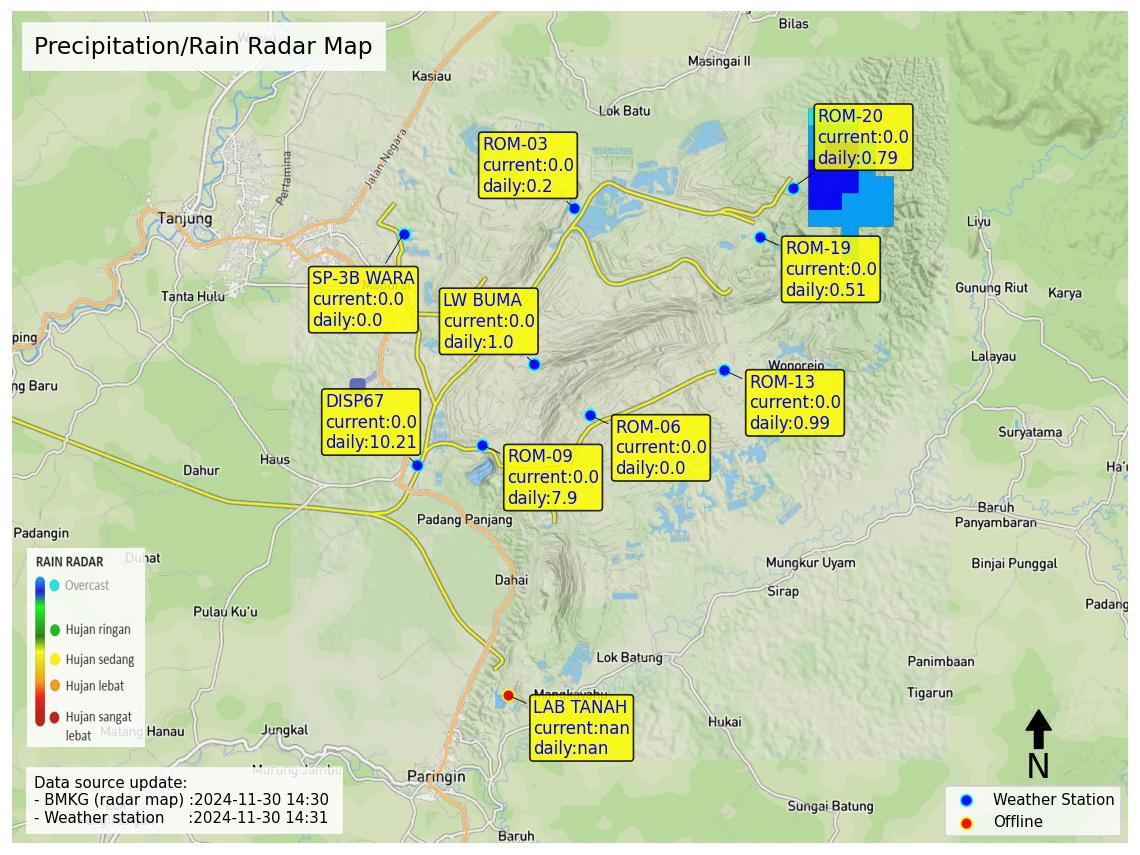 Precipitation/Rain Radar Map
Bilas
Masingai II
Kasiau
Lok Batu
Jalan Negara
Pertamina
Tanjung
Tanta Hulu
ROM-20
current:0.0
daily:0.79
ROM-03
current:0.0
daily:0.2
ROM-19
current:0.0
daily:0.51
SP-3B WARA
current:0.0
daily:0.0
LW BUMA
current:0.0
daily:1.0
Liyu
Gunung Riut
Karya
Lalayau
Wonorejo
ROM-13
current:0.0
daily:0.99
ping
ng Baru
DISP67
current:0.0
daily:10.21
ROM-06
current:0.0
daily:0.0
ROM-09
current:0.0
daily:7.9
Suryatama
Ha'u
Dahur
Haus
Padang Panjang
Baruh
Panyambaran
Padangin
Duhat
Dahai
Mungkur Uyam
Binjai Punggal
Sirap
Padang
Pulau Ku'u
RAIN RADAR
Overcast
Hujan ringan
Hujan sedang
Hujan lebat
Hujan sangat
lebat
Lok Batung
Panimbaan
Tigarun
Mangkayahu
LAB TANAH
current:nan
daily:nan
Matang Hanau
Jungkal
Hukai
Murung Jambu
Paringin
Sungai Batung
Baruh
N
Data source update:
- BMKG (radar map) :2024-11-30 14:30
- Weather station :2024-11-30 14:31
Weather Station
Offline